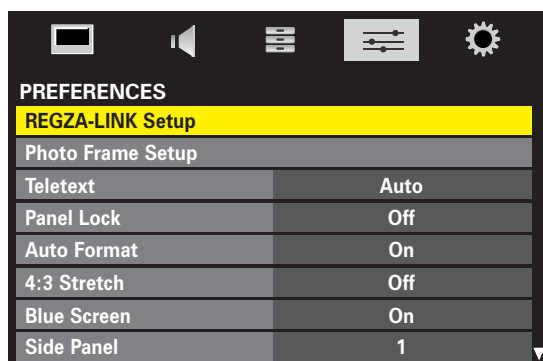 PREFERENCES
REGZA-LINK Setup
Photo Frame Setup
Teletext Auto
Panel Lock Off
Auto Format On
4:3 Stretch Off
Blue Screen On
Side Panel 1